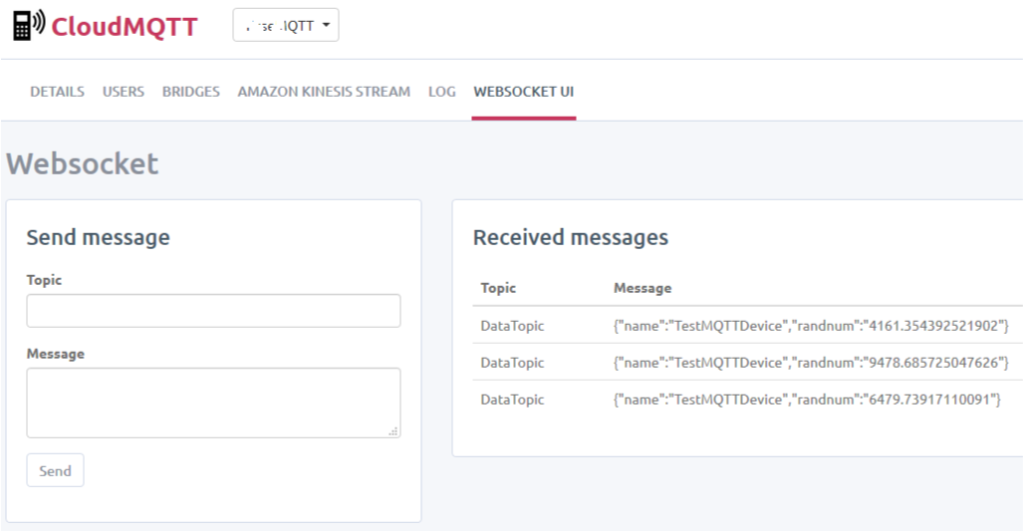 CloudMQTT
MQTT
DETAILS USERS BRIDGES AMAZON KINESIS STREAM LOG WEBSOCKET UI
Websocket
Send message
Topic
Message
Send
Received messages
Topic Message
DataTopic {"name":"TestMQTTDevice","randnum":"4161.354392521902"}
DataTopic {"name":"TestMQTTDevice","randnum":"9478.685725047626"}
DataTopic {"name":"TestMQTTDevice","randnum":"6479.73917110091"}